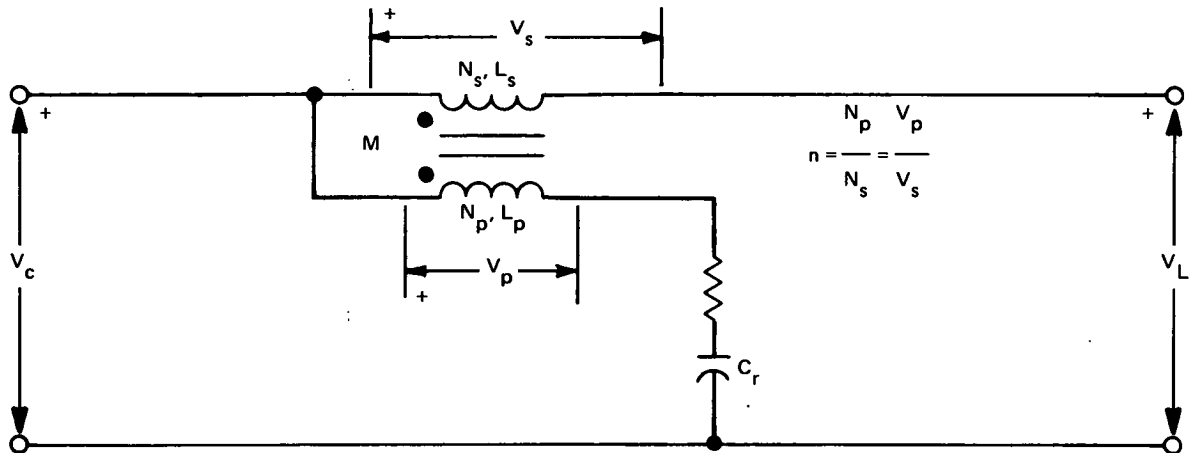 +
V_s
N_s, L_s
+
+
M
n = N_p / N_s = V_p / V_s
N_p, L_p
V_c
V_p
+
V_L
C_r